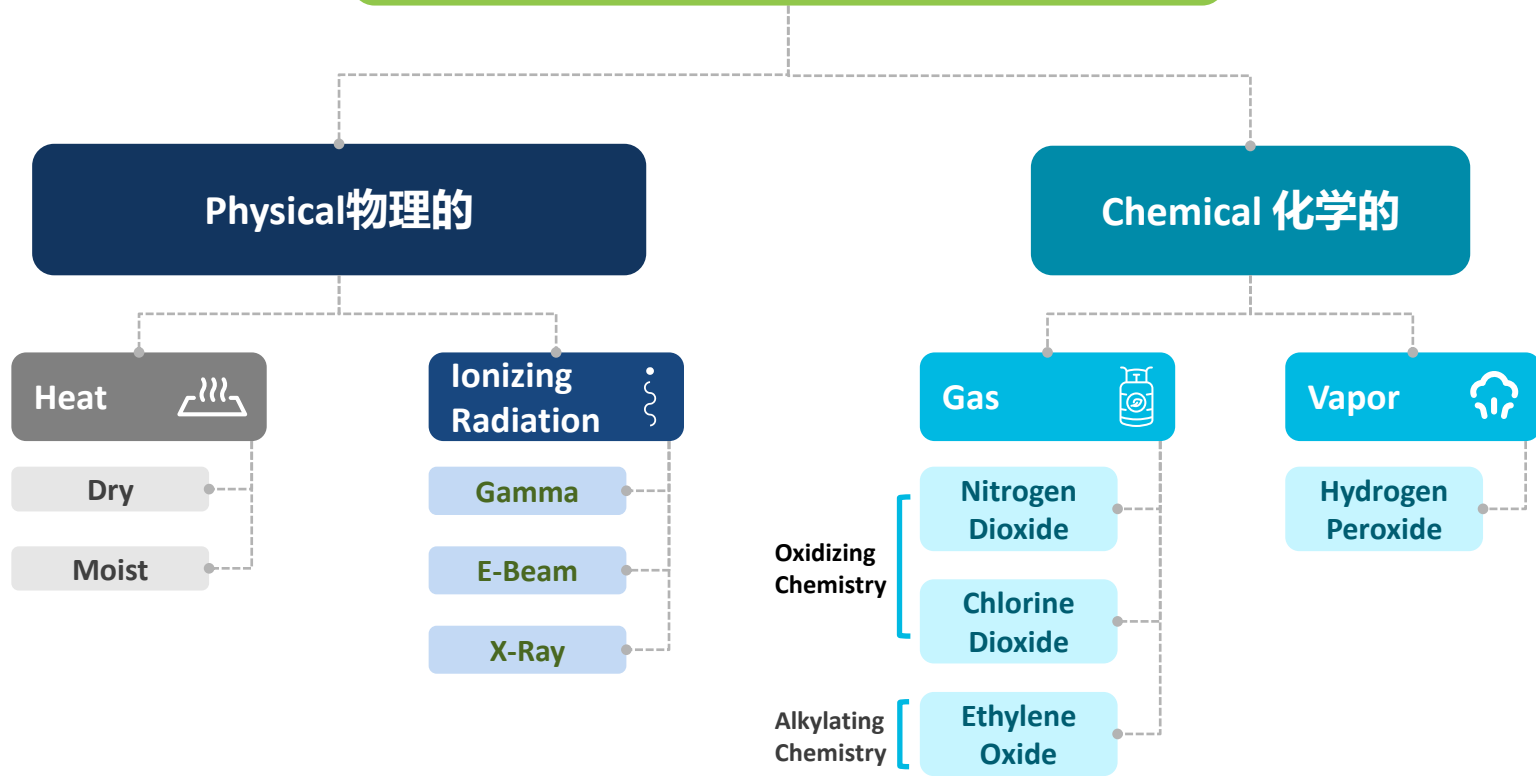 Physical物理的
Chemical 化学的
Heat
Ionizing
Radiation
Gas
Vapor
Dry
Moist
Gamma
E-Beam
X-Ray
Oxidizing
Chemistry
Nitrogen
Dioxide
Chlorine
Dioxide
Alkylating
Chemistry
Ethylene
Oxide
Hydrogen
Peroxide